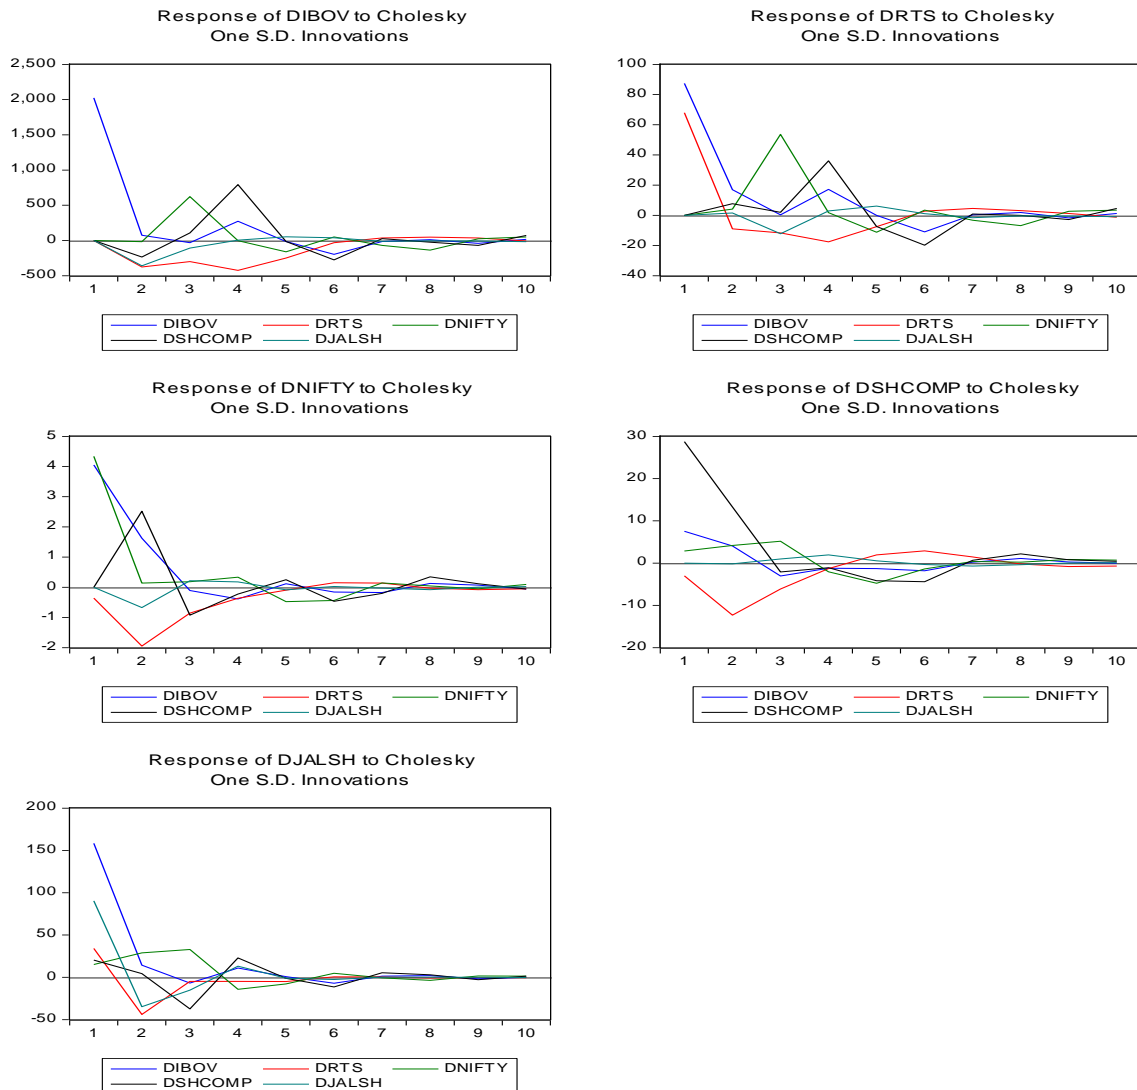 Response of DIBOV to Cholesky
One S.D. Innovations
2,500
2,000
1,500
1,000
500
0
-500
1 2 3 4 5 6 7 8 9 10
DIBOV DRTS DNIFTY
DSHCOMP DJALSH
Response of DRTS to Cholesky
One S.D. Innovations
100
80
60
40
20
0
-20
-40
1 2 3 4 5 6 7 8 9 10
DIBOV DRTS DNIFTY
DSHCOMP DJALSH
Response of DNIFTY to Cholesky
One S.D. Innovations
5
4
3
2
1
0
-1
-2
1 2 3 4 5 6 7 8 9 10
DIBOV DRTS DNIFTY
DSHCOMP DJALSH
Response of DSHCOMP to Cholesky
One S.D. Innovations
30
20
10
0
-10
-20
1 2 3 4 5 6 7 8 9 10
DIBOV DRTS DNIFTY
DSHCOMP DJALSH
Response of DJALSH to Cholesky
One S.D. Innovations
200
150
100
50
0
-50
1 2 3 4 5 6 7 8 9 10
DIBOV DRTS DNIFTY
DSHCOMP DJALSH